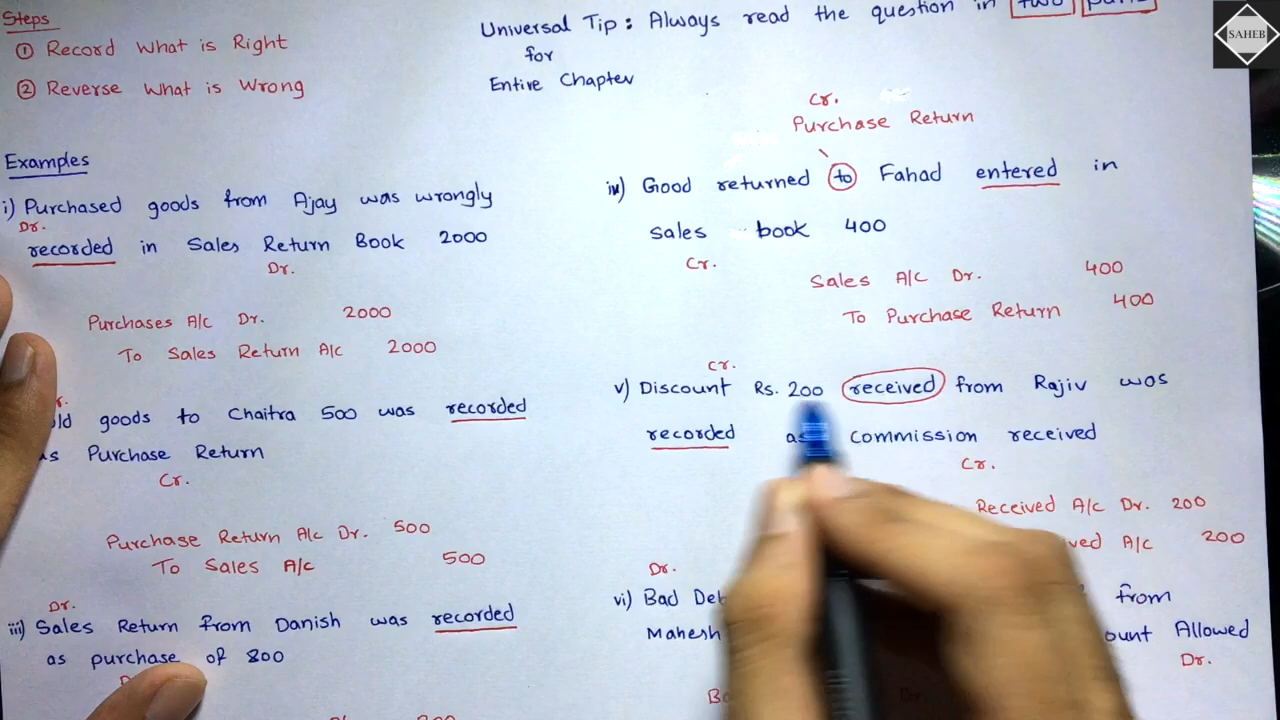 Steps
① Record What is Right
② Reverse What is Wrong
Universal Tip : Always read the question in two
for
Entire Chapter
SAHEB
Examples
i) Purchased goods from Ajay was wrongly
Dr.
recorded in Sales Return Book 2000
Dr.
Purchases A/c Dr. 2000
To Sales Return A/c 2000
goods to Chaitra 500 was recorded
as Purchase Return
Cr.
Purchase Return A/c Dr. 500
To Sales A/c 500
Dr.
iii) Sales Return from Danish was recorded
as purchase of 800
Cr.
Purchase Return
iv) Good returned to Fahad entered in
sales book 400
Cr.
Sales A/c Dr. 400
To Purchase Return 400
Cr.
v) Discount Rs. 200 received from Rajiv was
recorded as commission received
Cr.
Received A/c Dr. 200
A/c 200
Dr.
vi) Bad from
Mahesh Allowed
Dr.